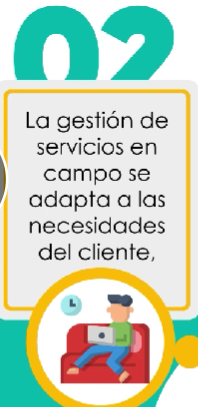 02
La gestión de
servicios en
campo se
adapta a las
necesidades
del cliente,